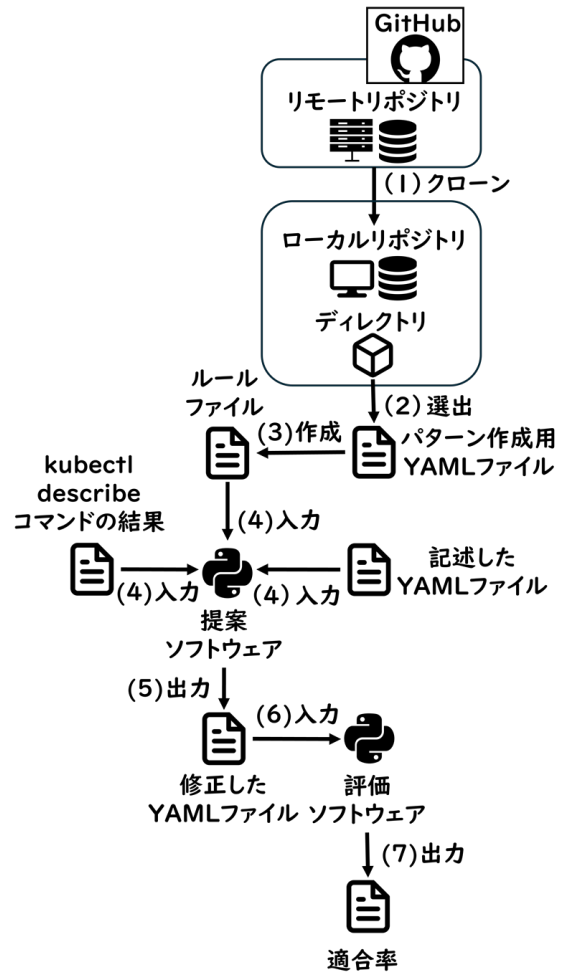 GitHub
リモートリポジトリ
(1)クローン
ローカルリポジトリ
ディレクトリ
(2)選出
ルール
ファイル
(3)作成
パターン作成用
YAMLファイル
kubectl
describe
コマンドの結果
(4)入力
記述した
YAMLファイル
(4)入力
(4)入力
提案
ソフトウェア
(5)出力
(6)入力
修正した
YAMLファイル
評価
ソフトウェア
(7)出力
適合率